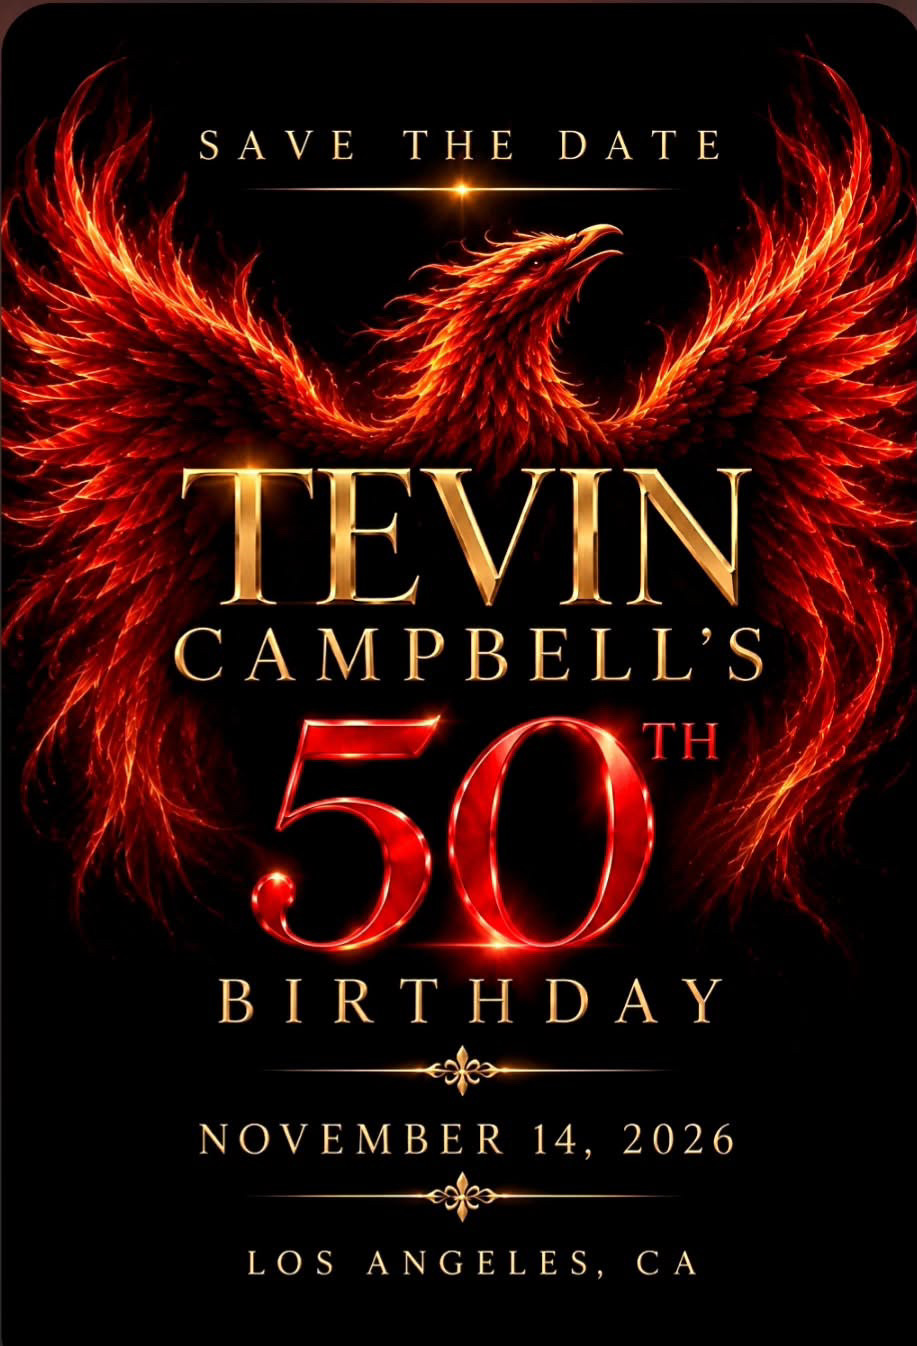 SAVE THE DATE
TEVIN
CAMPBELL’S
50TH
BIRTHDAY
NOVEMBER 14, 2026
LOS ANGELES, CA